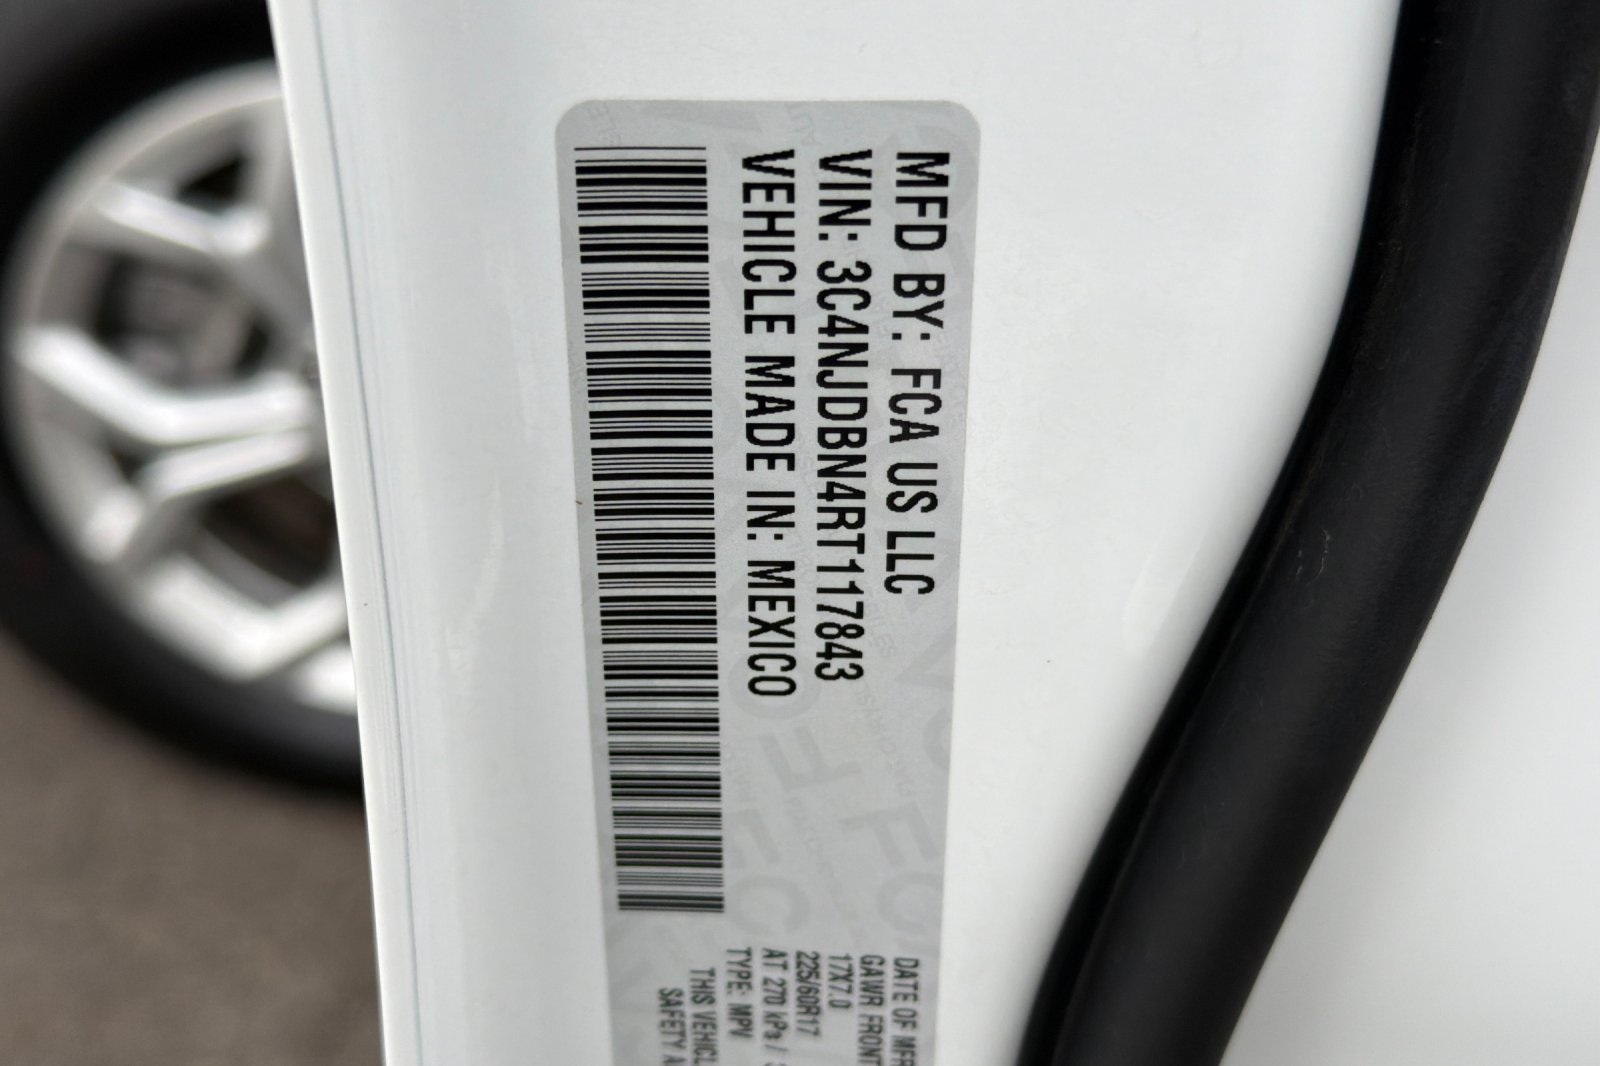 MFD BY: FCA US LLC
VIN: 3C4NJDBN4RT117843
VEHICLE MADE IN: MEXICO
DATE OF MFR
GAWR FRONT
17X7.0
225/60R17
AT 270 kPa /
TYPE: MPV
THIS VEHICL
SAFETY A